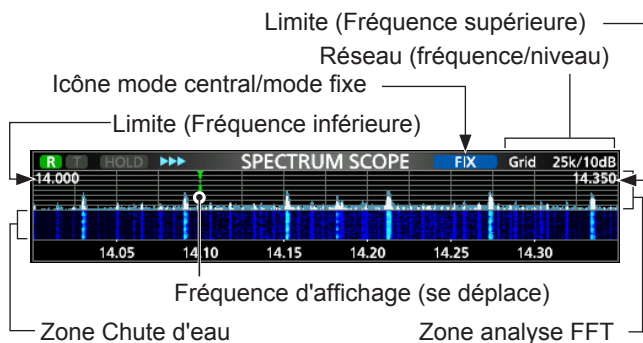 Limite (Fréquence supérieure)
Réseau (fréquence/niveau)
Icône mode central/mode fixe
Limite (Fréquence inférieure)
R T HOLD SPECTRUM SCOPE FIX Grid 25k/10dB
14.000 14.350
14.05 14.10 14.15 14.20 14.25 14.30
Fréquence d'affichage (se déplace)
Zone Chute d'eau Zone analyse FFT